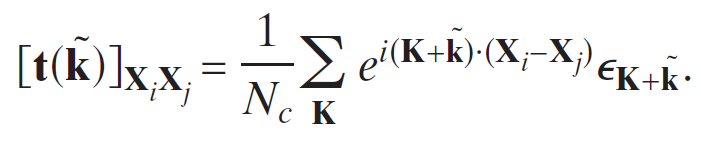 [t(k̃)]_{X_i X_j} = \frac{1}{N_c} \sum_{K} e^{i(K+k̃)·(X_i−X_j)} ϵ_{K+k̃}.